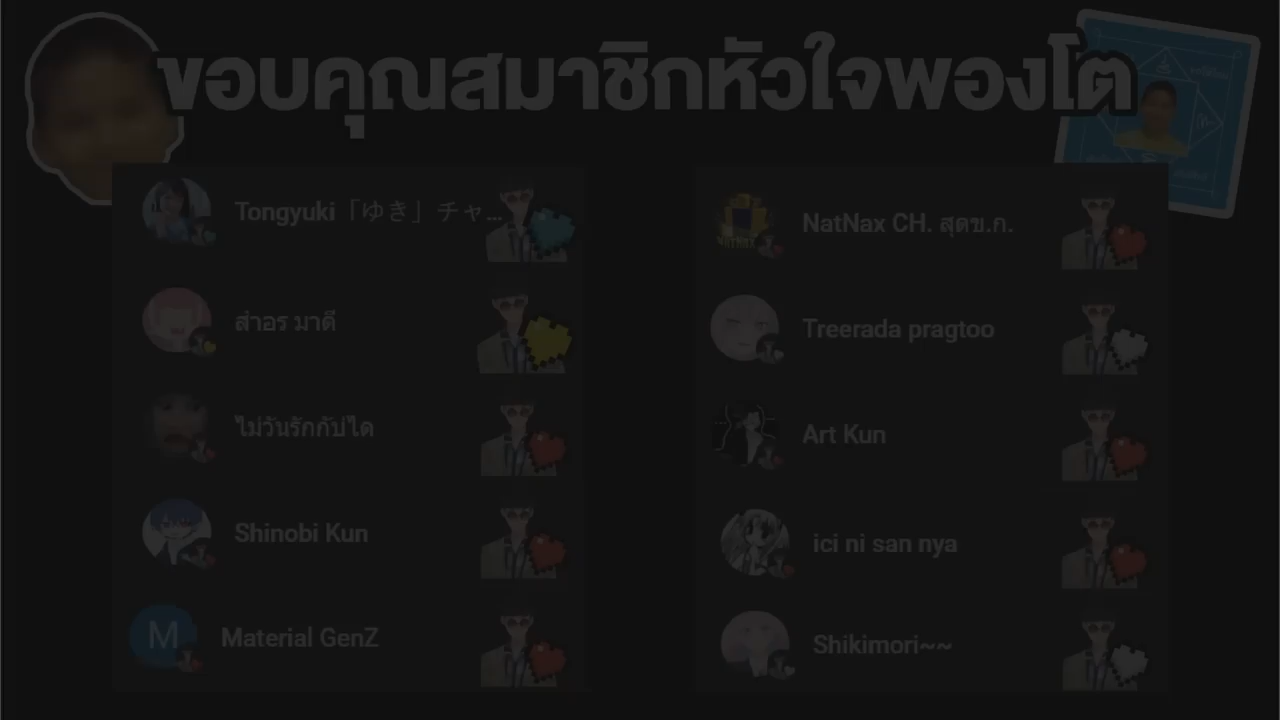 ขอบคุณสมาชิกหัวใจพองโต
Tongyuki「ゆき」チャ...
สำอร มาดี
ไม่วันรักกัปได
Shinobi Kun
M
Material GenZ
NatNax CH. สุดข.ก.
NATNAX
Treerada pragtoo
Art Kun
ici ni san nya
Shikimori~~